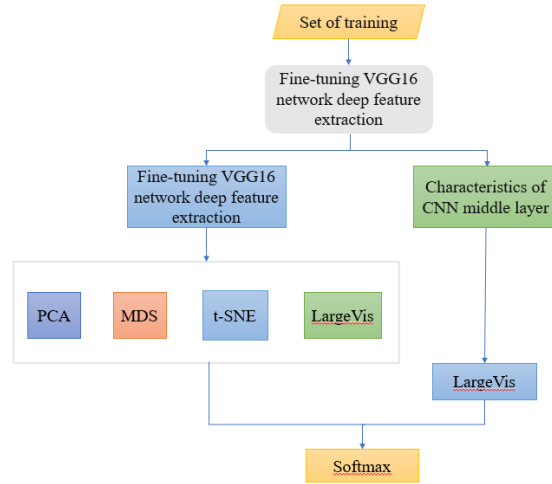 Set of training
Fine-tuning VGG16
network deep feature
extraction
Fine-tuning VGG16
network deep feature
extraction
Characteristics of
CNN middle layer
PCA
MDS
t-SNE
LargeVis
LargeVis
Softmax